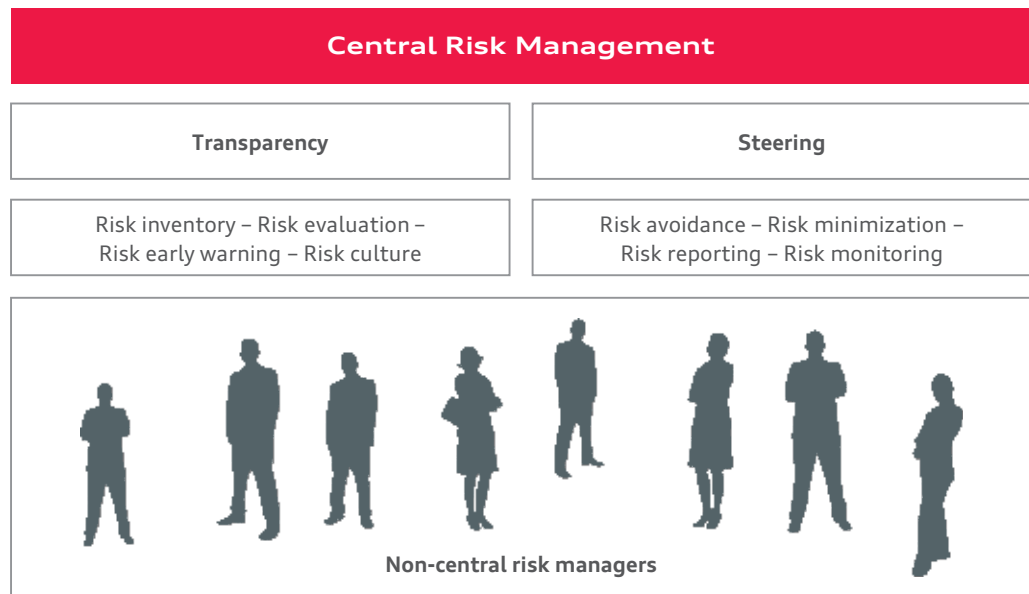 Central Risk Management
Transparency
Steering
Risk inventory – Risk evaluation –
Risk early warning – Risk culture
Risk avoidance – Risk minimization –
Risk reporting – Risk monitoring
Non-central risk managers